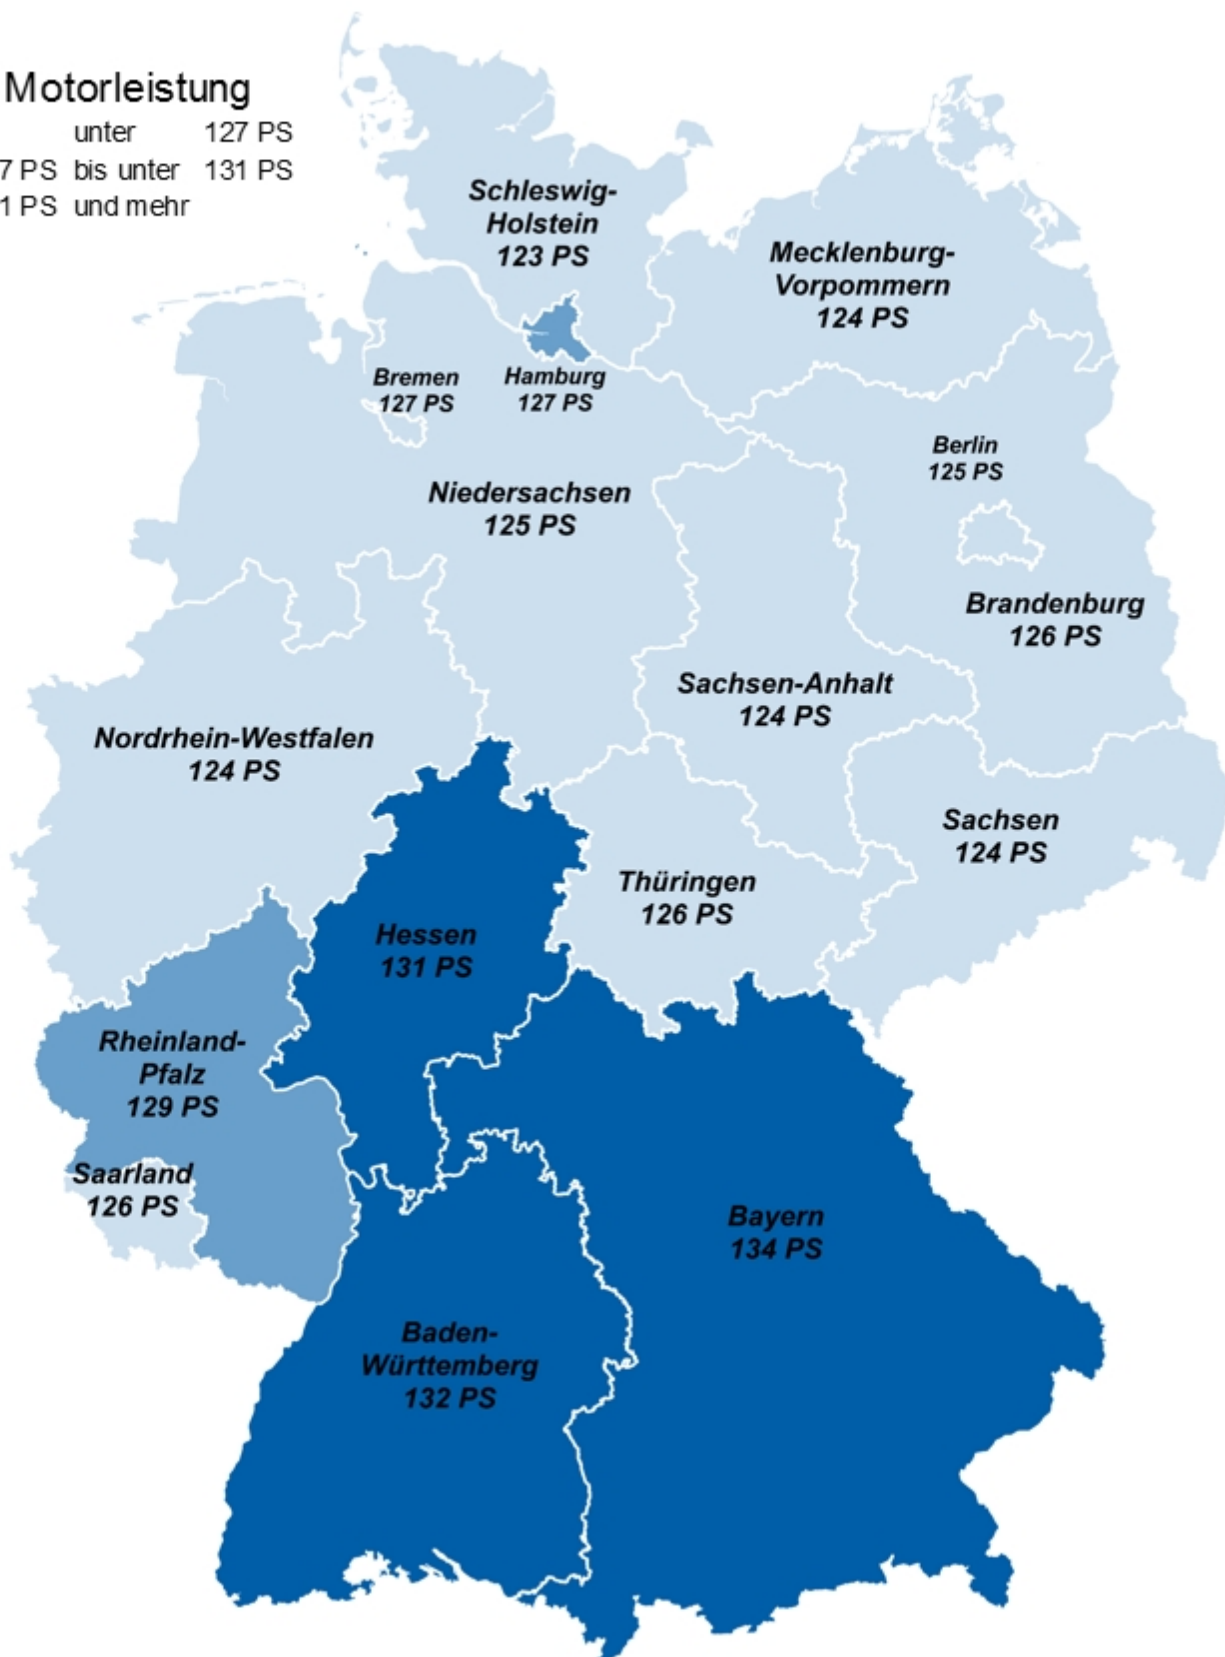 Motorleistung
unter 127 PS
7 PS bis unter 131 PS
1 PS und mehr
Schleswig-
Holstein
123 PS
Mecklenburg-
Vorpommern
124 PS
Bremen
127 PS
Hamburg
127 PS
Berlin
125 PS
Niedersachsen
125 PS
Brandenburg
126 PS
Sachsen-Anhalt
124 PS
Nordrhein-Westfalen
124 PS
Sachsen
124 PS
Thüringen
126 PS
Hessen
131 PS
Rheinland-
Pfalz
129 PS
Saarland
126 PS
Bayern
134 PS
Baden-
Württemberg
132 PS